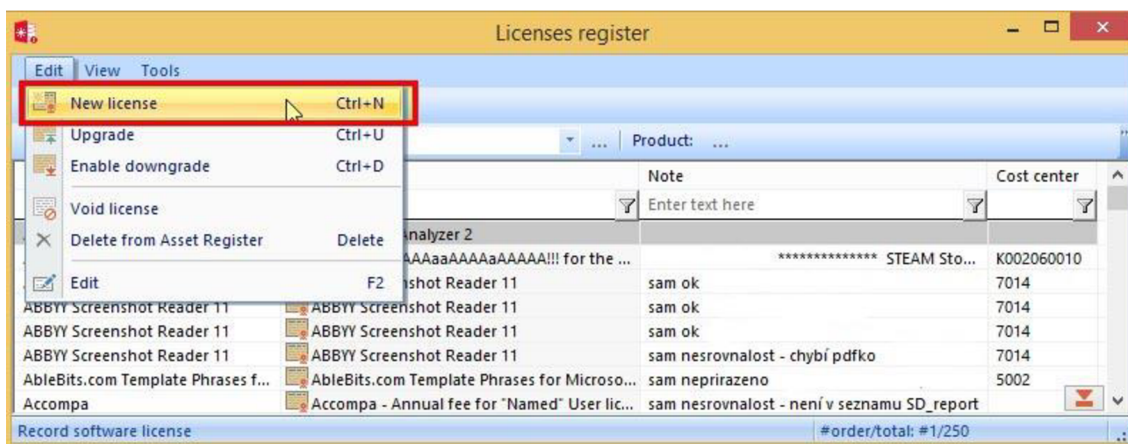 Licenses register
Edit View Tools
New license Ctrl+N
Upgrade Ctrl+U
... Product: ...
Enable downgrade Ctrl+D
Note Cost center
Void license
Enter text here
Delete from Asset Register Delete
nalyzer 2
AAAaaAAAAaAAAAA!!! for the ... ************** STEAM Sto... K002060010
Edit F2
nshot Reader 11 sam ok 7014
ABBYY Screenshot Reader 11 ABBYY Screenshot Reader 11 sam ok 7014
ABBYY Screenshot Reader 11 ABBYY Screenshot Reader 11 sam ok 7014
ABBYY Screenshot Reader 11 ABBYY Screenshot Reader 11 sam nesrovnalost - chybí pdfko 7014
AbleBits.com Template Phrases f... AbleBits.com Template Phrases for Microso... sam neprirazeno 5002
Accompa Accompa - Annual fee for "Named" User lic... sam nesrovnalost - není v seznamu SD_report
Record software license #order/total: #1/250